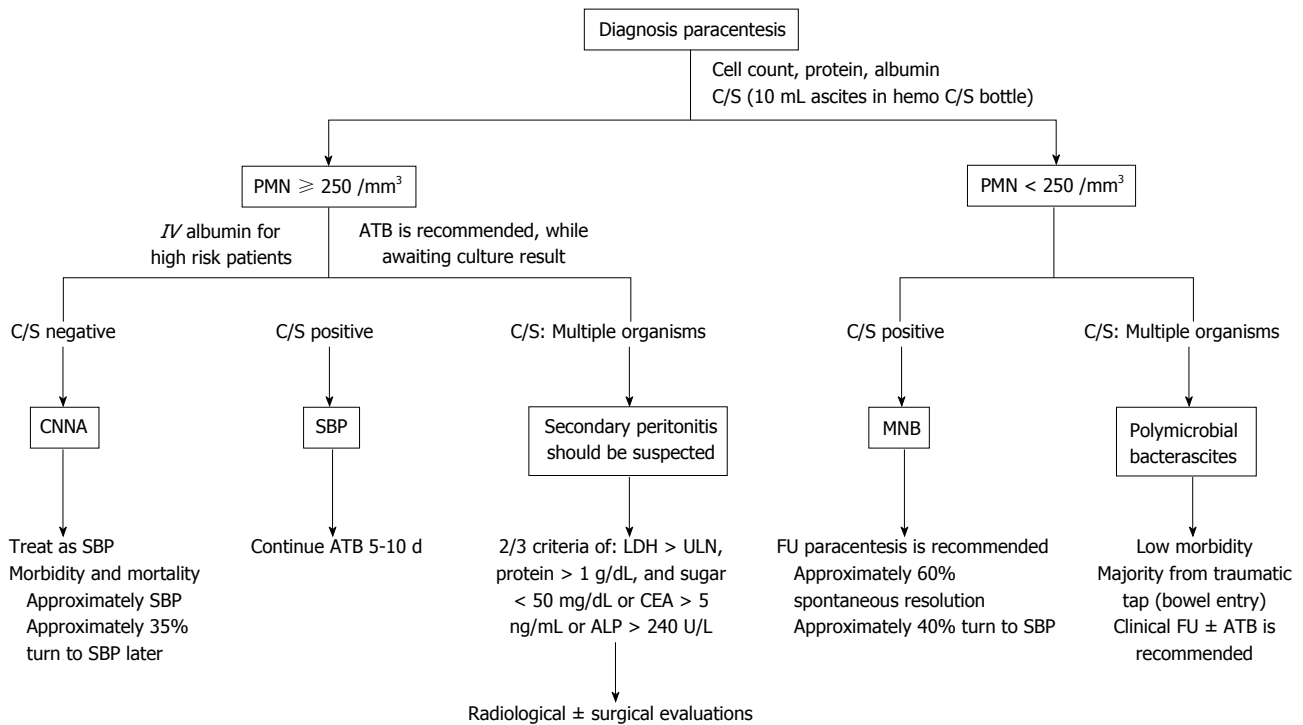 Diagnosis paracentesis
Cell count, protein, albumin
C/S (10 mL ascites in hemo C/S bottle)
PMN ≥ 250 /mm³
PMN < 250 /mm³
IV albumin for
high risk patients
ATB is recommended, while
awaiting culture result
C/S negative
C/S positive
C/S: Multiple organisms
C/S positive
C/S: Multiple organisms
CNNA
SBP
Secondary peritonitis
should be suspected
MNB
Polymicrobial
bacterascites
Treat as SBP
Morbidity and mortality
Approximately SBP
Approximately 35%
turn to SBP later
Continue ATB 5-10 d
2/3 criteria of: LDH > ULN,
protein > 1 g/dL, and sugar
< 50 mg/dL or CEA > 5
ng/mL or ALP > 240 U/L
FU paracentesis is recommended
Approximately 60%
spontaneous resolution
Approximately 40% turn to SBP
Low morbidity
Majority from traumatic
tap (bowel entry)
Clinical FU ± ATB is
recommended
Radiological ± surgical evaluations